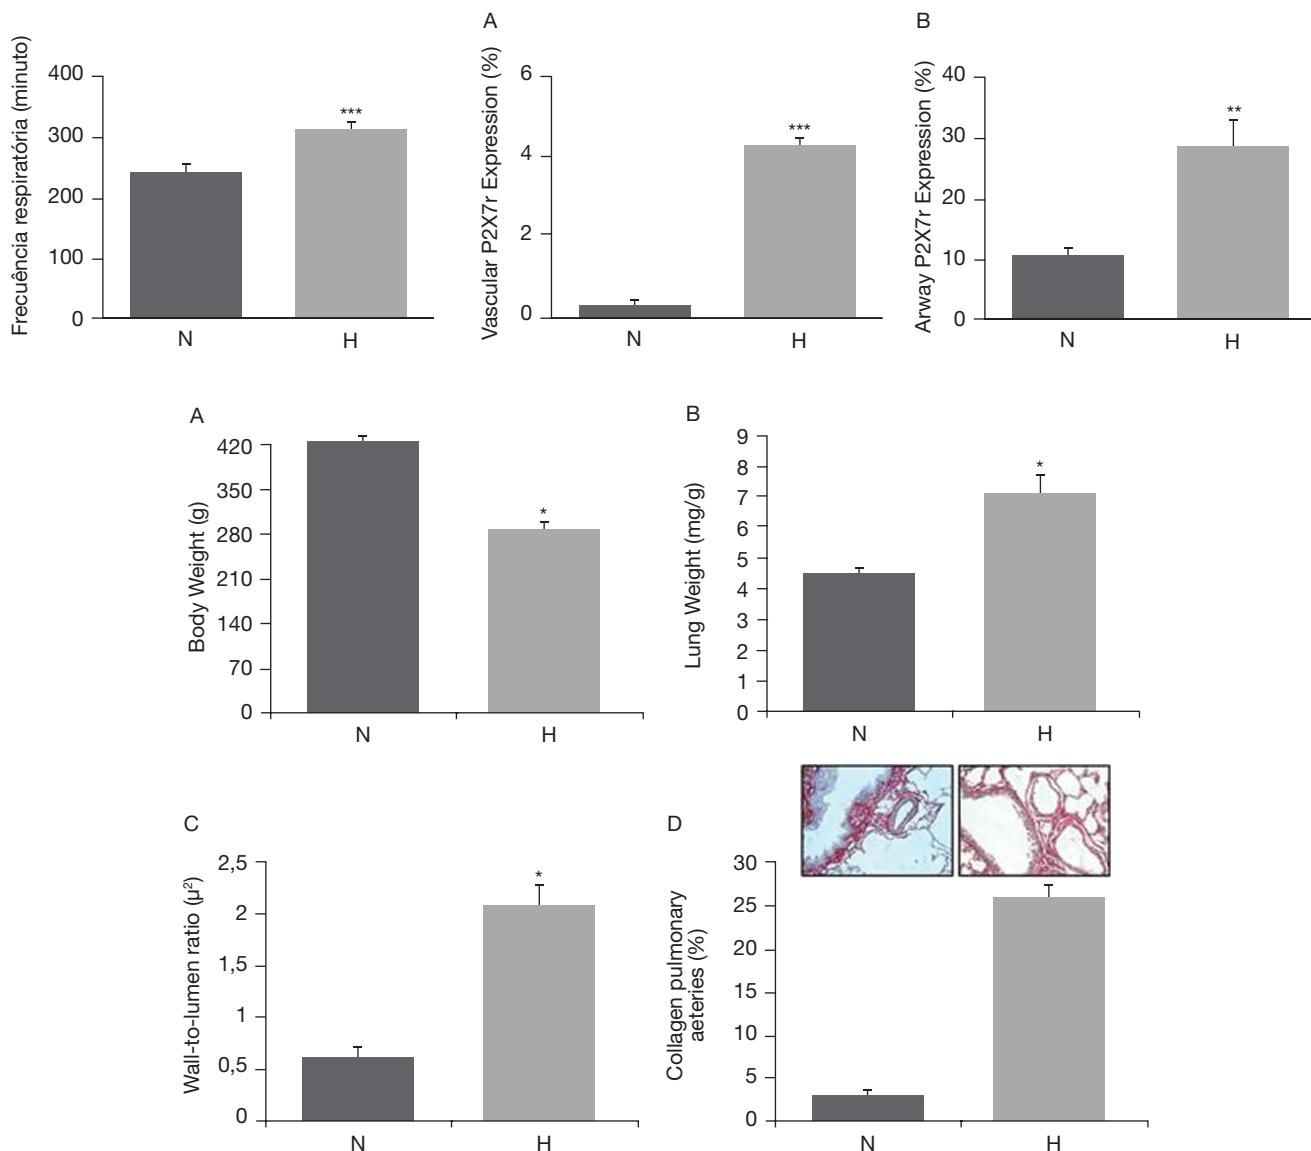 Frecuência respiratória (minuto)
400
300
200
100
0
***
N
H
A
Vascular P2X7r Expression (%)
6
4
2
0
***
N
H
B
Arway P2X7r Expression (%)
40
30
20
10
0
**
N
H
A
Body Weight (g)
420
350
280
210
140
70
0
*
N
H
B
Lung Weight (mg/g)
9
8
7
6
5
4
3
2
1
0
*
N
H
C
Wall-to-lumen ratio (µ²)
2,5
2
1,5
1
0,5
0
*
N
H
D
Collagen pulmonary
aeteries (%)
30
25
20
15
10
5
0
N
H